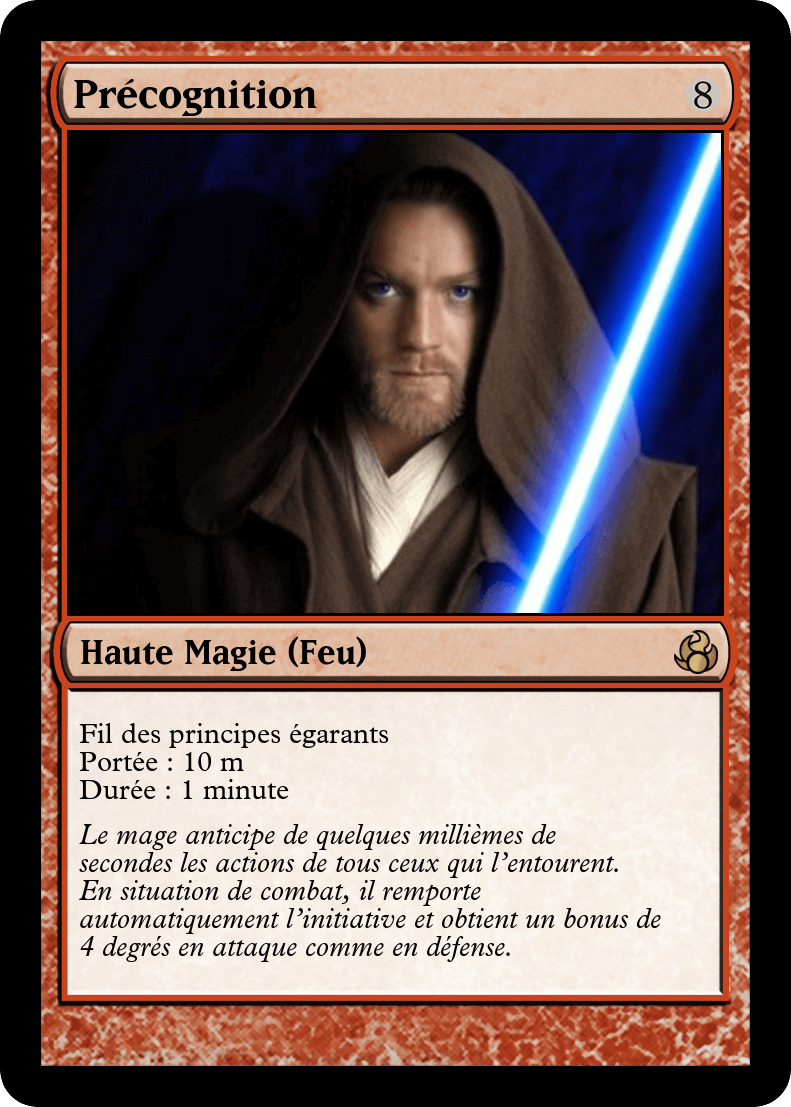 Précognition
8
Haute Magie (Feu)
Fil des principes égarants
Portée : 10 m
Durée : 1 minute
Le mage anticipe de quelques millièmes de
secondes les actions de tous ceux qui l'entourent.
En situation de combat, il remporte
automatiquement l'initiative et obtient un bonus de
4 degrés en attaque comme en défense.